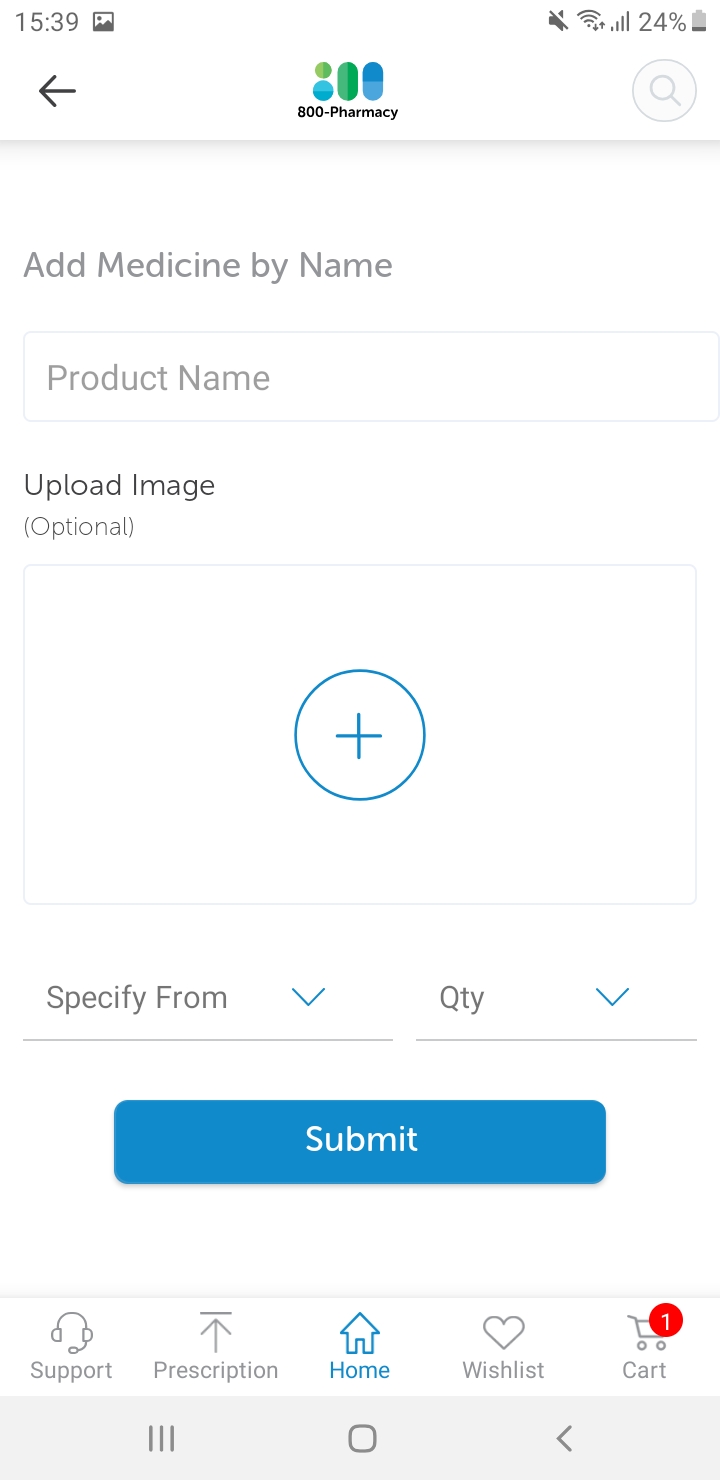 15:39
24%
800-Pharmacy
Add Medicine by Name
Product Name
Upload Image
(Optional)
Specify From
Qty
Submit
1
Support
Prescription
Home
Wishlist
Cart